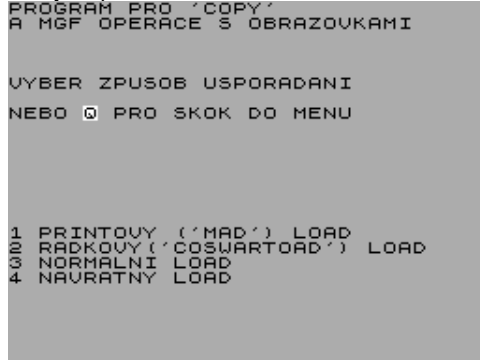 PROGRAM PRO 'COPY'
A MGF OPERACE S OBRAZOVKAMI
VYBER ZPUSOB USPORADANI
NEBO Q PRO SKOK DO MENU
1 PRINTOVY ('MAD') LOAD
2 RADKOVY('COSWARTOAD') LOAD
3 NORMALNI LOAD
4 NAVRATNY LOAD